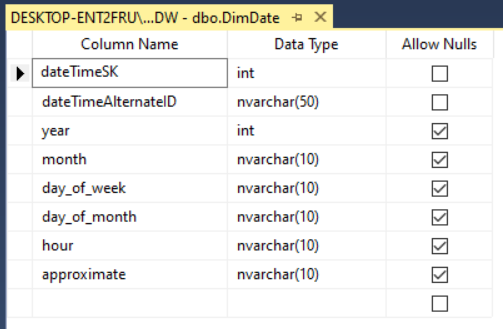 DESKTOP-ENT2FRU\...DW - dbo.DimDate
Column Name Data Type Allow Nulls
dateTimeSK int
dateTimeAlternateID nvarchar(50)
year int
month nvarchar(10)
day_of_week nvarchar(10)
day_of_month nvarchar(10)
hour nvarchar(10)
approximate nvarchar(10)